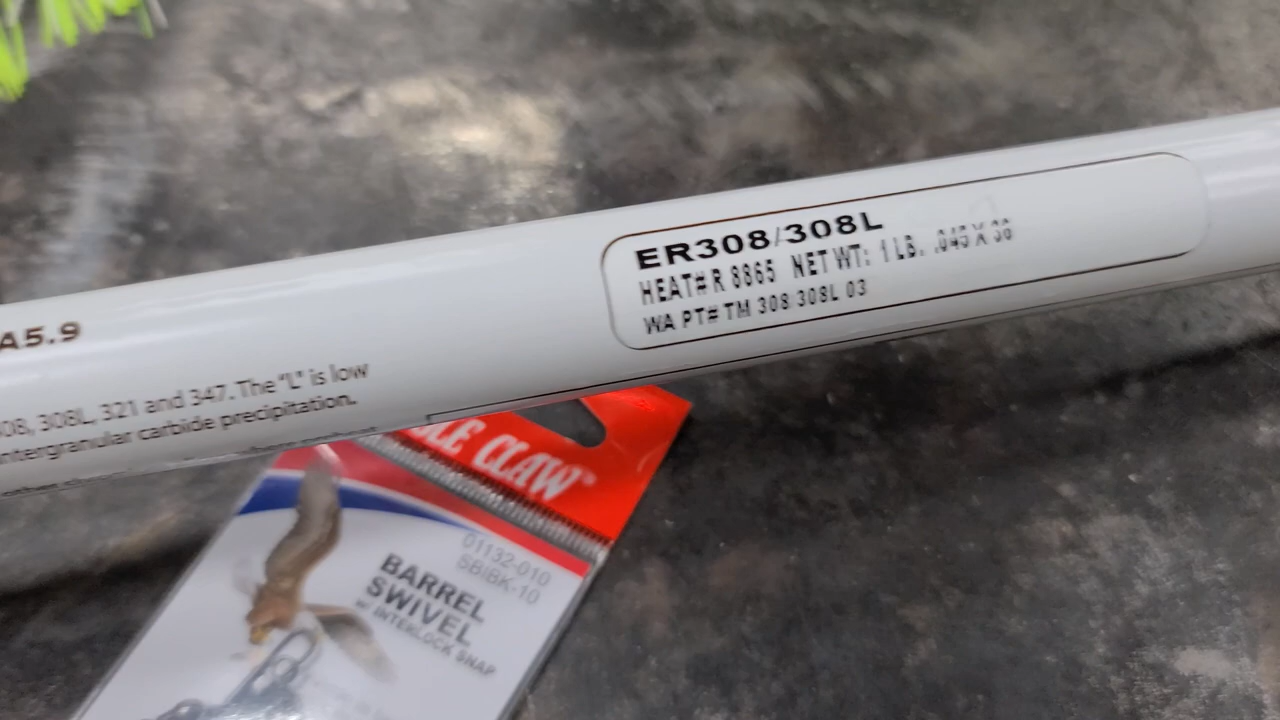 A5.9
308, 308L, 321 and 347. The "L" is low
intergranular carbide precipitation.
ER308/308L
HEAT# R 8865 NET WT: 1 LB. .045 X 36
WA PT# TM 308 308L 03
LE CLAW®
01132-010
SBIBK-10
BARREL
SWIVEL
w/ INTERLOCK SNAP